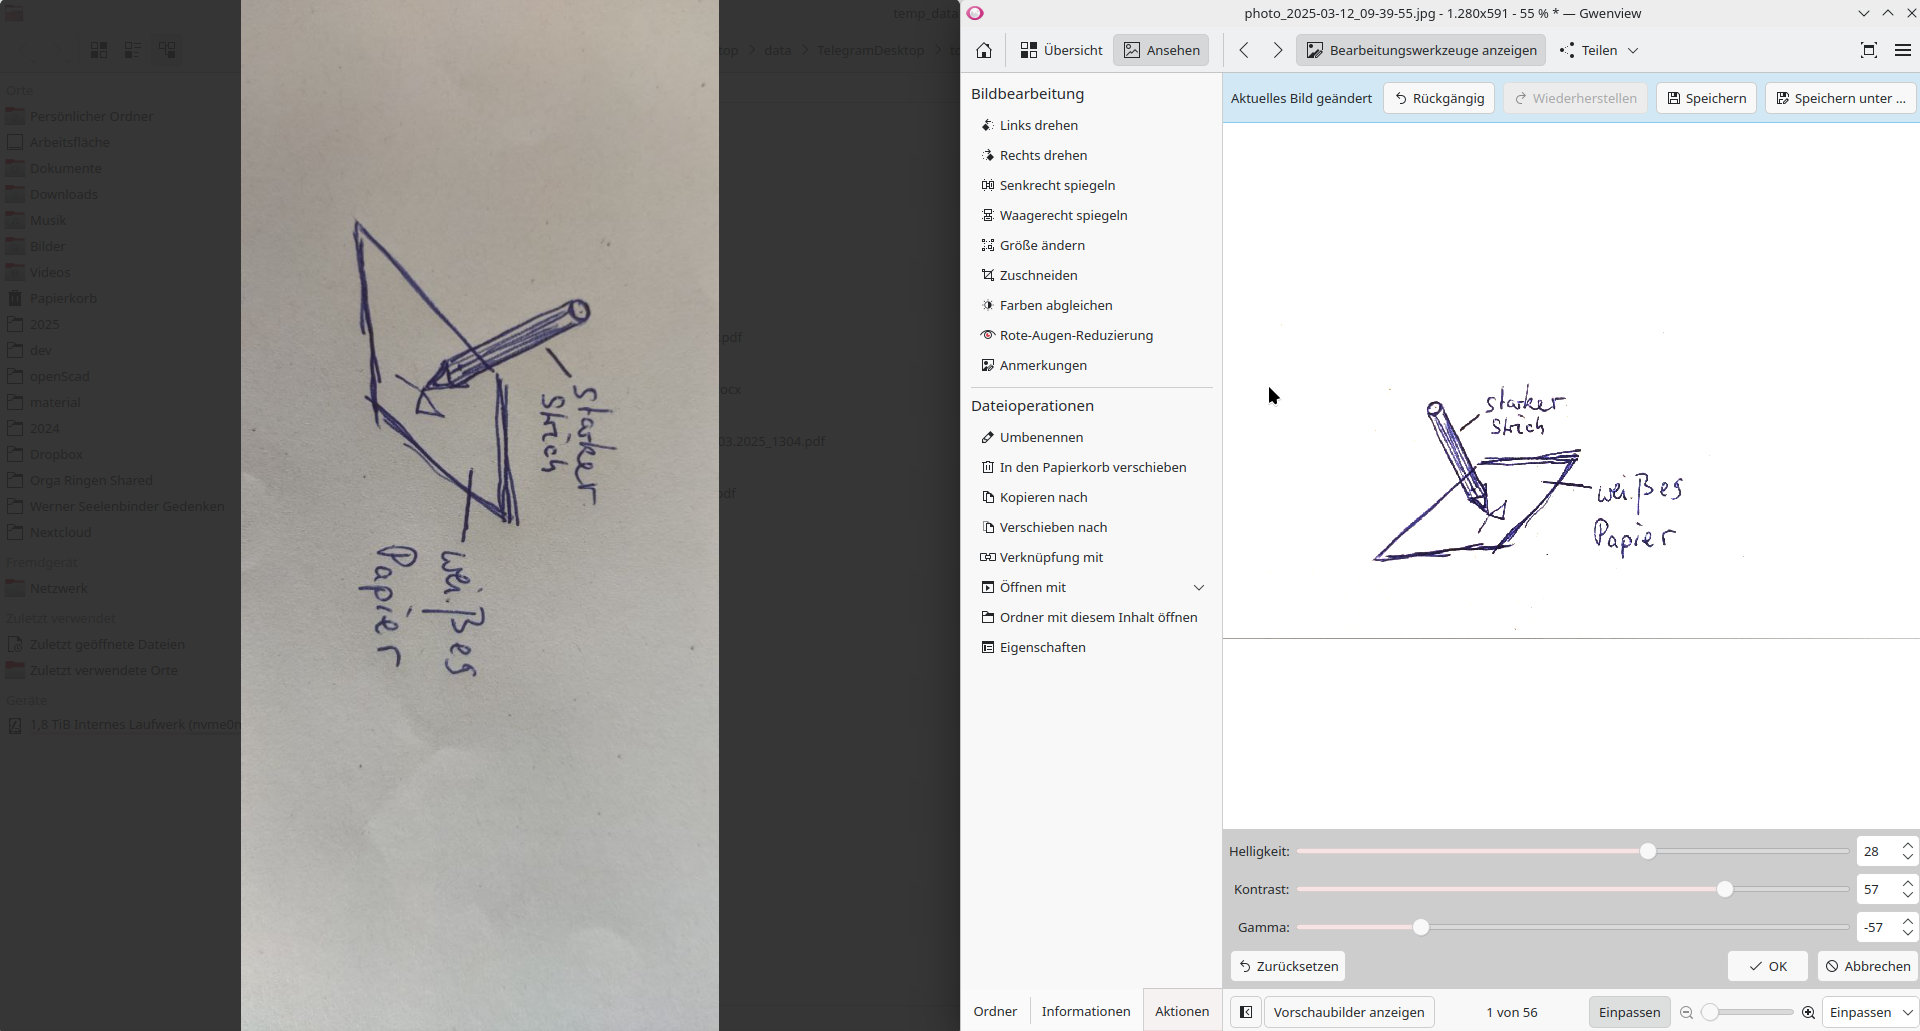 temp_data
top > data > TelegramDesktop >
Orte
Persönlicher Ordner
Arbeitsfläche
Dokumente
Downloads
Musik
Bilder
Videos
Papierkorb
2025
dev
openScad
material
2024
Dropbox
Orga Ringen Shared
Werner Seelenbinder Gedenken
Nextcloud
Fremdgerät
Netzwerk
Zuletzt verwendet
Zuletzt geöffnete Dateien
Zuletzt verwendete Orte
Geräte
1,8 TiB Internes Laufwerk (nvme0n
.pdf
ocx
03.2025_1304.pdf
pdf
starker
Strich
weißes
Papier
photo_2025-03-12_09-39-55.jpg - 1.280x591 - 55 % * — Gwenview
Übersicht
Ansehen
Bearbeitungswerkzeuge anzeigen
Teilen
Bildbearbeitung
Links drehen
Rechts drehen
Senkrecht spiegeln
Waagerecht spiegeln
Größe ändern
Zuschneiden
Farben abgleichen
Rote-Augen-Reduzierung
Anmerkungen
Dateioperationen
Umbenennen
In den Papierkorb verschieben
Kopieren nach
Verschieben nach
Verknüpfung mit
Öffnen mit
Ordner mit diesem Inhalt öffnen
Eigenschaften
Ordner
Informationen
Aktionen
Aktuelles Bild geändert
Rückgängig
Wiederherstellen
Speichern
Speichern unter ...
starker
Strich
weißes
Papier
Helligkeit: 28
Kontrast: 57
Gamma: -57
Zurücksetzen
OK
Abbrechen
Vorschaubilder anzeigen
1 von 56
Einpassen
Einpassen